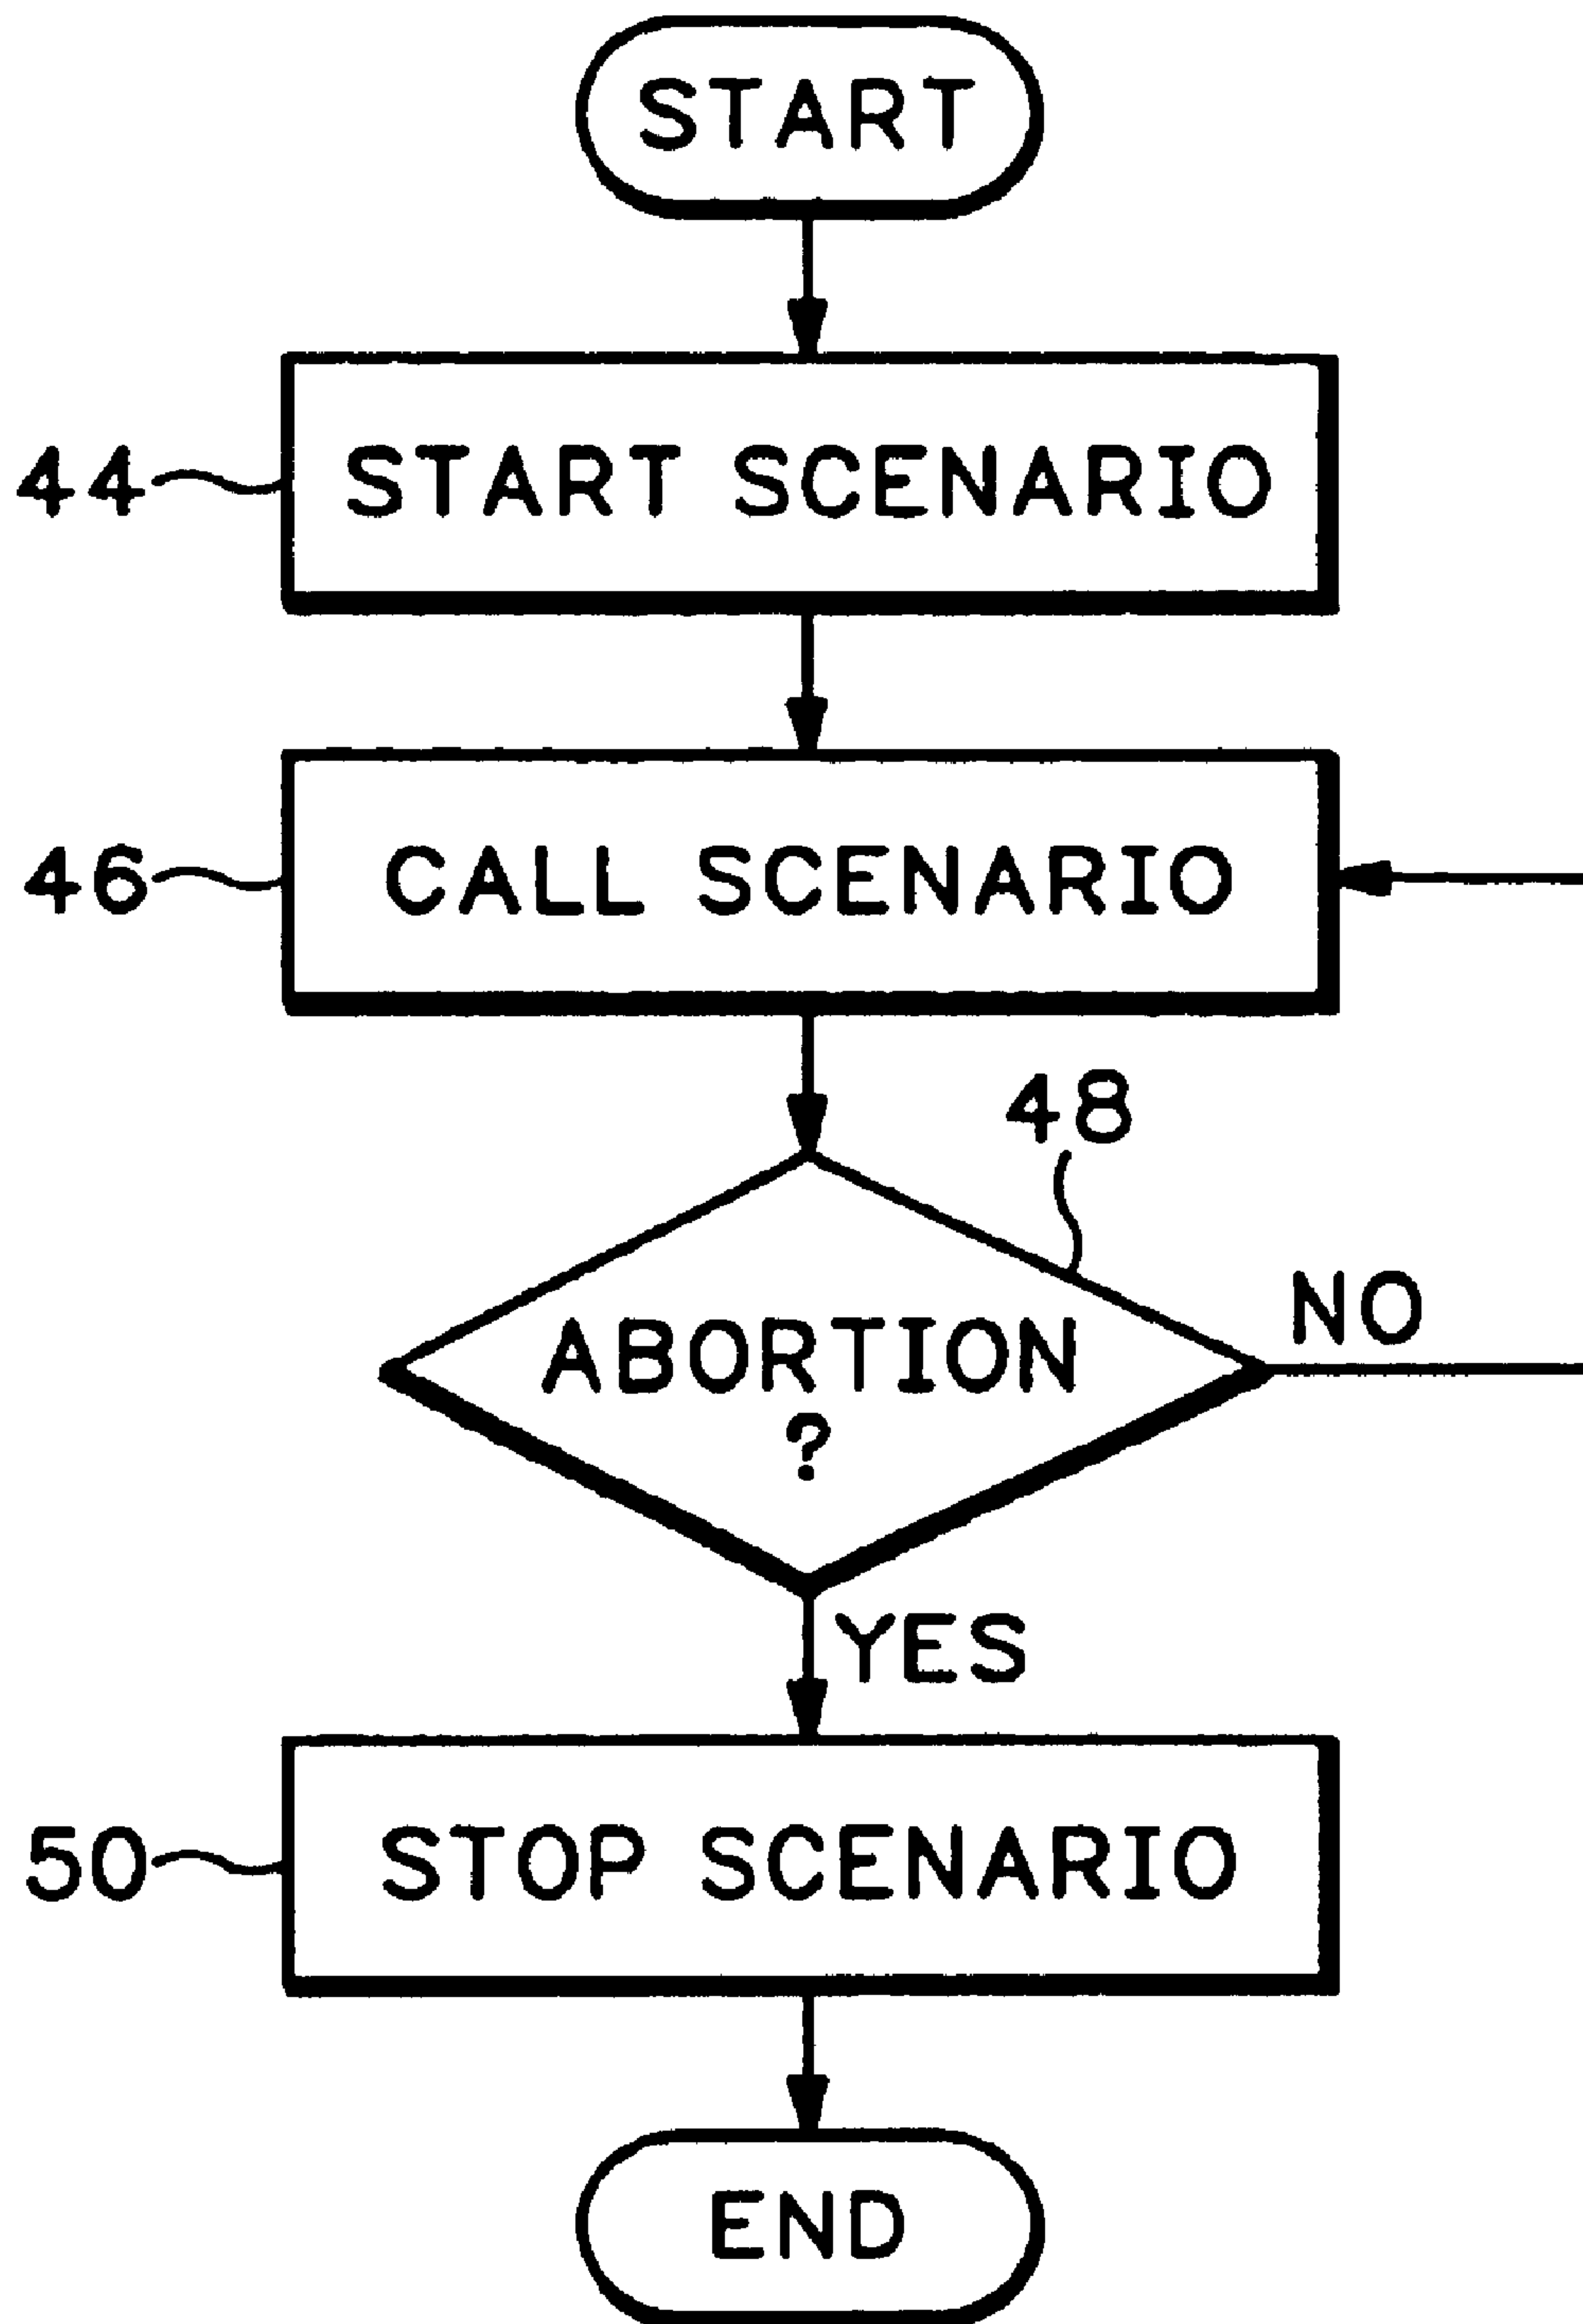 START
44 START SCENARIO
46 CALL SCENARIO
48
ABORTION
?
NO
YES
50 STOP SCENARIO
END